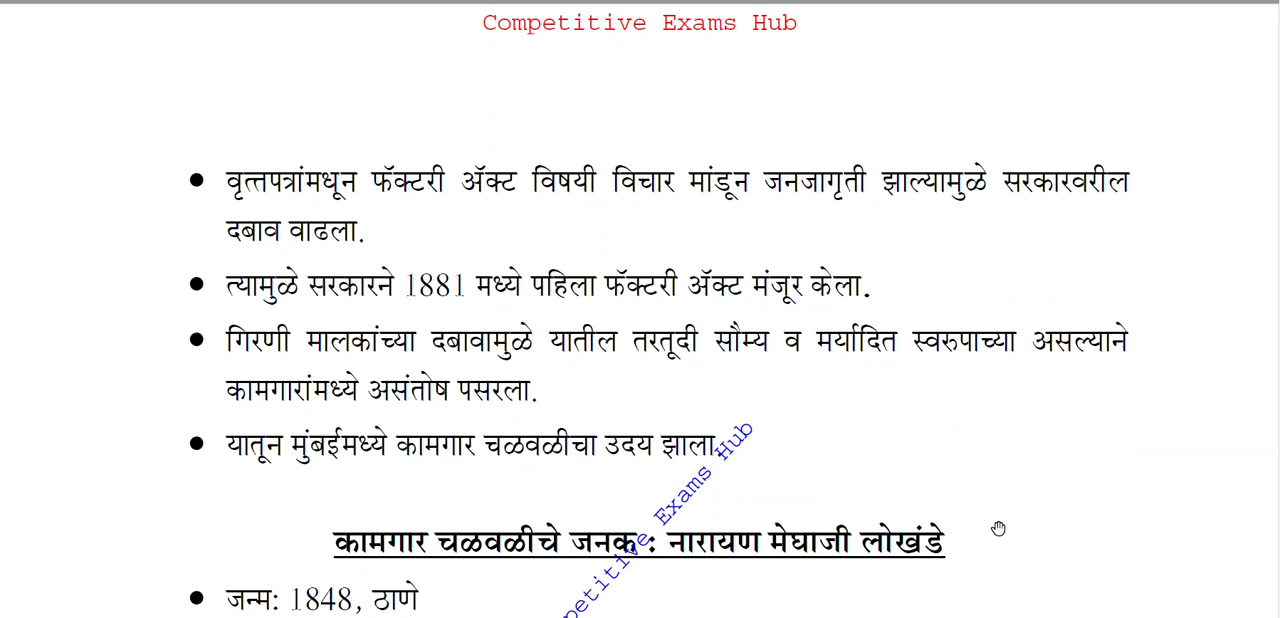 Competitive Exams Hub
• वृत्तपत्रांमधून फॅक्टरी ॲक्ट विषयी विचार मांडून जनजागृती झाल्यामुळे सरकारवरील
दबाव वाढला.
• त्यामुळे सरकारने 1881 मध्ये पहिला फॅक्टरी ॲक्ट मंजूर केला.
• गिरणी मालकांच्या दबावामुळे यातील तरतूदी सौम्य व मर्यादित स्वरुपाच्या असल्याने
कामगारांमध्ये असंतोष पसरला.
• यातून मुंबईमध्ये कामगार चळवळीचा उदय झाला.
कामगार चळवळीचे जनक : नारायण मेघाजी लोखंडे
• जन्म: 1848, ठाणे
petitive Exams Hub